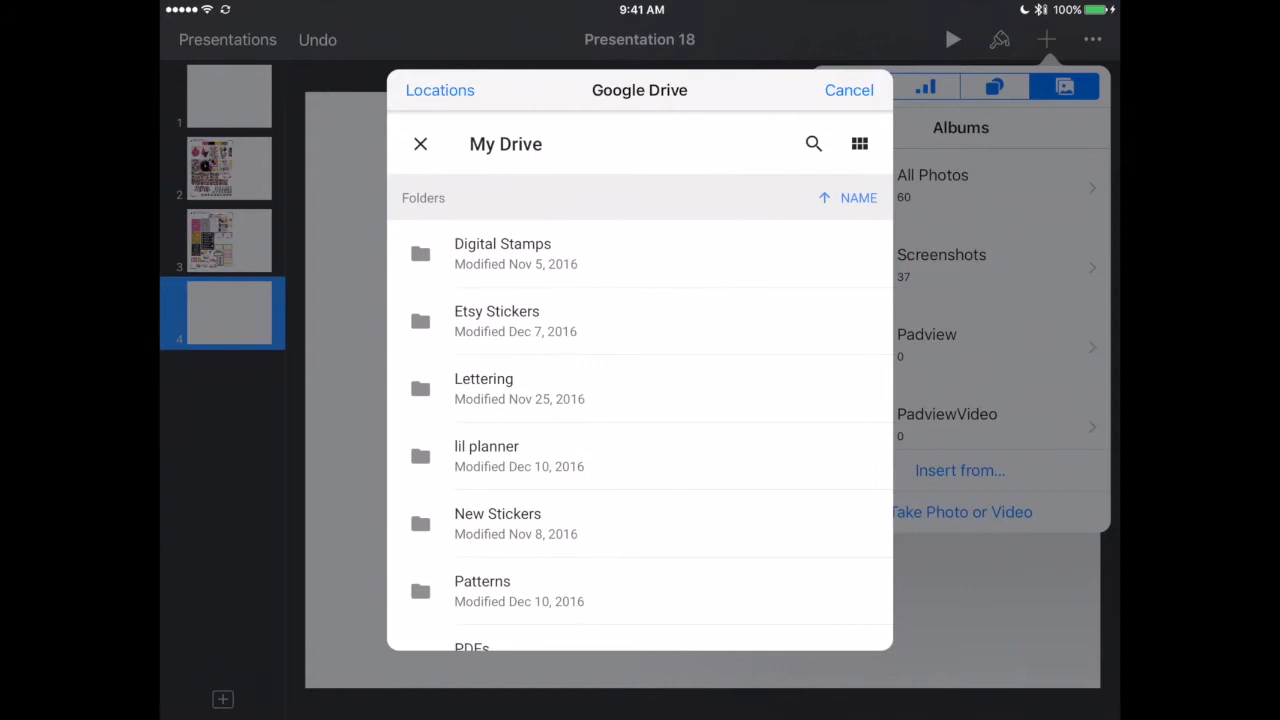 9:41 AM
100%
Presentations
Undo
Presentation 18
Locations
Google Drive
Cancel
My Drive
Folders
NAME
Digital Stamps
Modified Nov 5, 2016
Etsy Stickers
Modified Dec 7, 2016
Lettering
Modified Nov 25, 2016
lil planner
Modified Dec 10, 2016
New Stickers
Modified Nov 8, 2016
Patterns
Modified Dec 10, 2016
PDFs
Albums
All Photos
60
Screenshots
37
Padview
0
PadviewVideo
0
Insert from...
Take Photo or Video
1
2
3
4